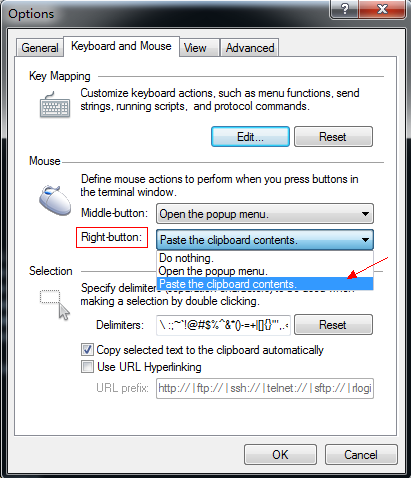 Options
General
Keyboard and Mouse
View
Advanced
Key Mapping
Customize keyboard actions, such as menu functions, send
strings, running scripts, and protocol commands.
Edit...
Reset
Mouse
Define mouse actions to perform when you press buttons in
the terminal window.
Middle-button:
Open the popup menu.
Right-button:
Paste the clipboard contents.
Do nothing.
Open the popup menu.
Paste the clipboard contents.
Selection
Specify delimiters
making a selection by double clicking.
Delimiters:
\ :;~`!@#$%^&*()-=+|[]{}'",.<
Reset
Copy selected text to the clipboard automatically
Use URL Hyperlinking
URL prefix:
http:// | ftp:// | ssh:// | telnet:// | sftp:// | rlogi
OK
Cancel